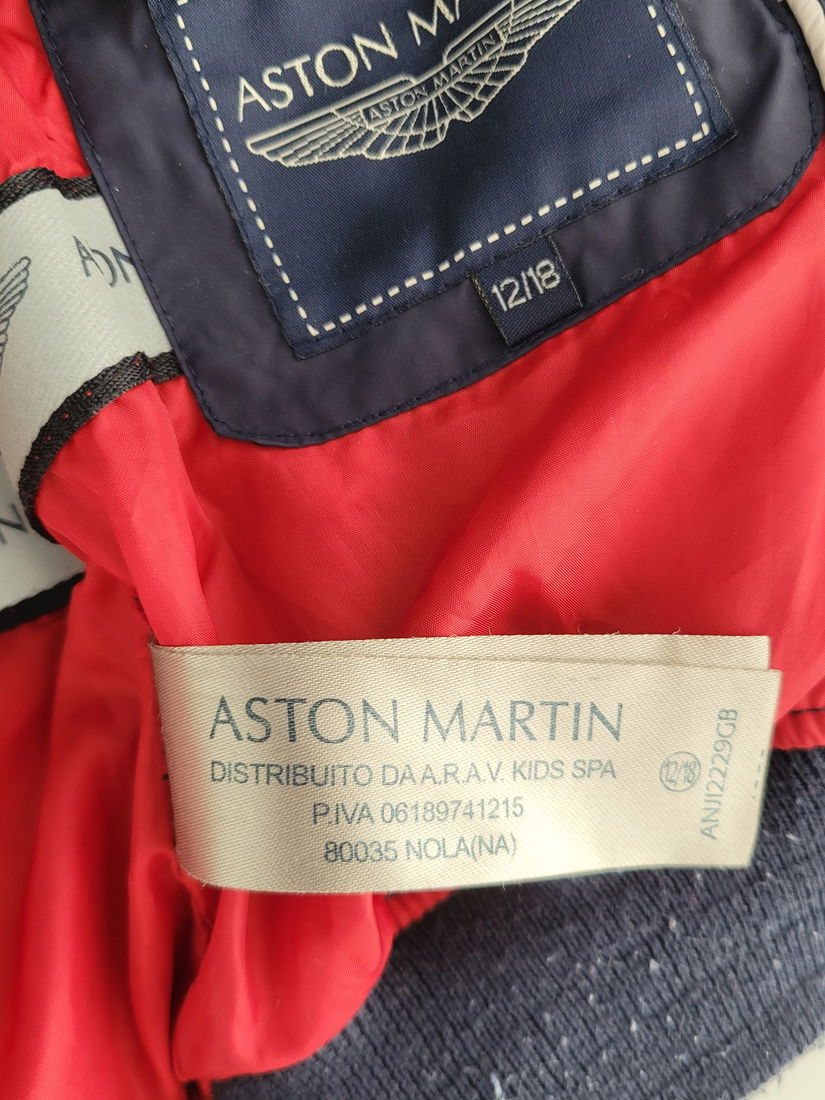 ASTON MA
ASTON MARTIN
12/18
ASTON MARTIN
DISTRIBUITO DA A.R.A.V. KIDS SPA
P.IVA 06189741215
80035 NOLA(NA)
12/18
ANJI2229GB